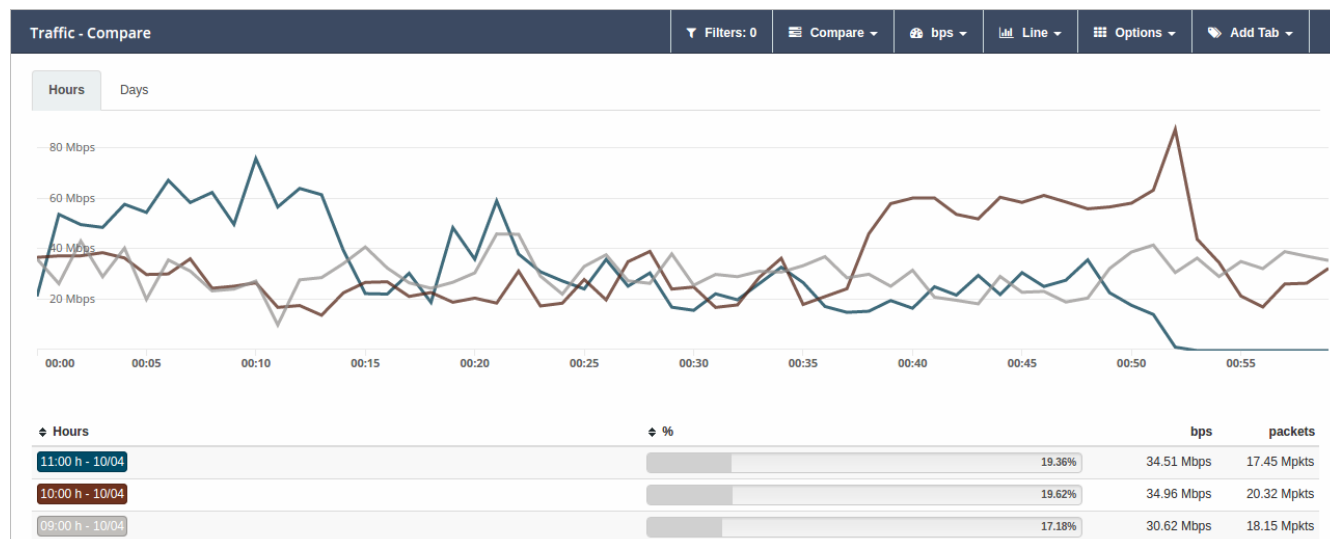 Traffic - Compare Filters: 0 Compare bps Line Options Add Tab
Hours Days
80 Mbps
60 Mbps
40 Mbps
20 Mbps
00:00 00:05 00:10 00:15 00:20 00:25 00:30 00:35 00:40 00:45 00:50 00:55
Hours % bps packets
11:00 h - 10/04 19.36% 34.51 Mbps 17.45 Mpkts
10:00 h - 10/04 19.62% 34.96 Mbps 20.32 Mpkts
09:00 h - 10/04 17.18% 30.62 Mbps 18.15 Mpkts